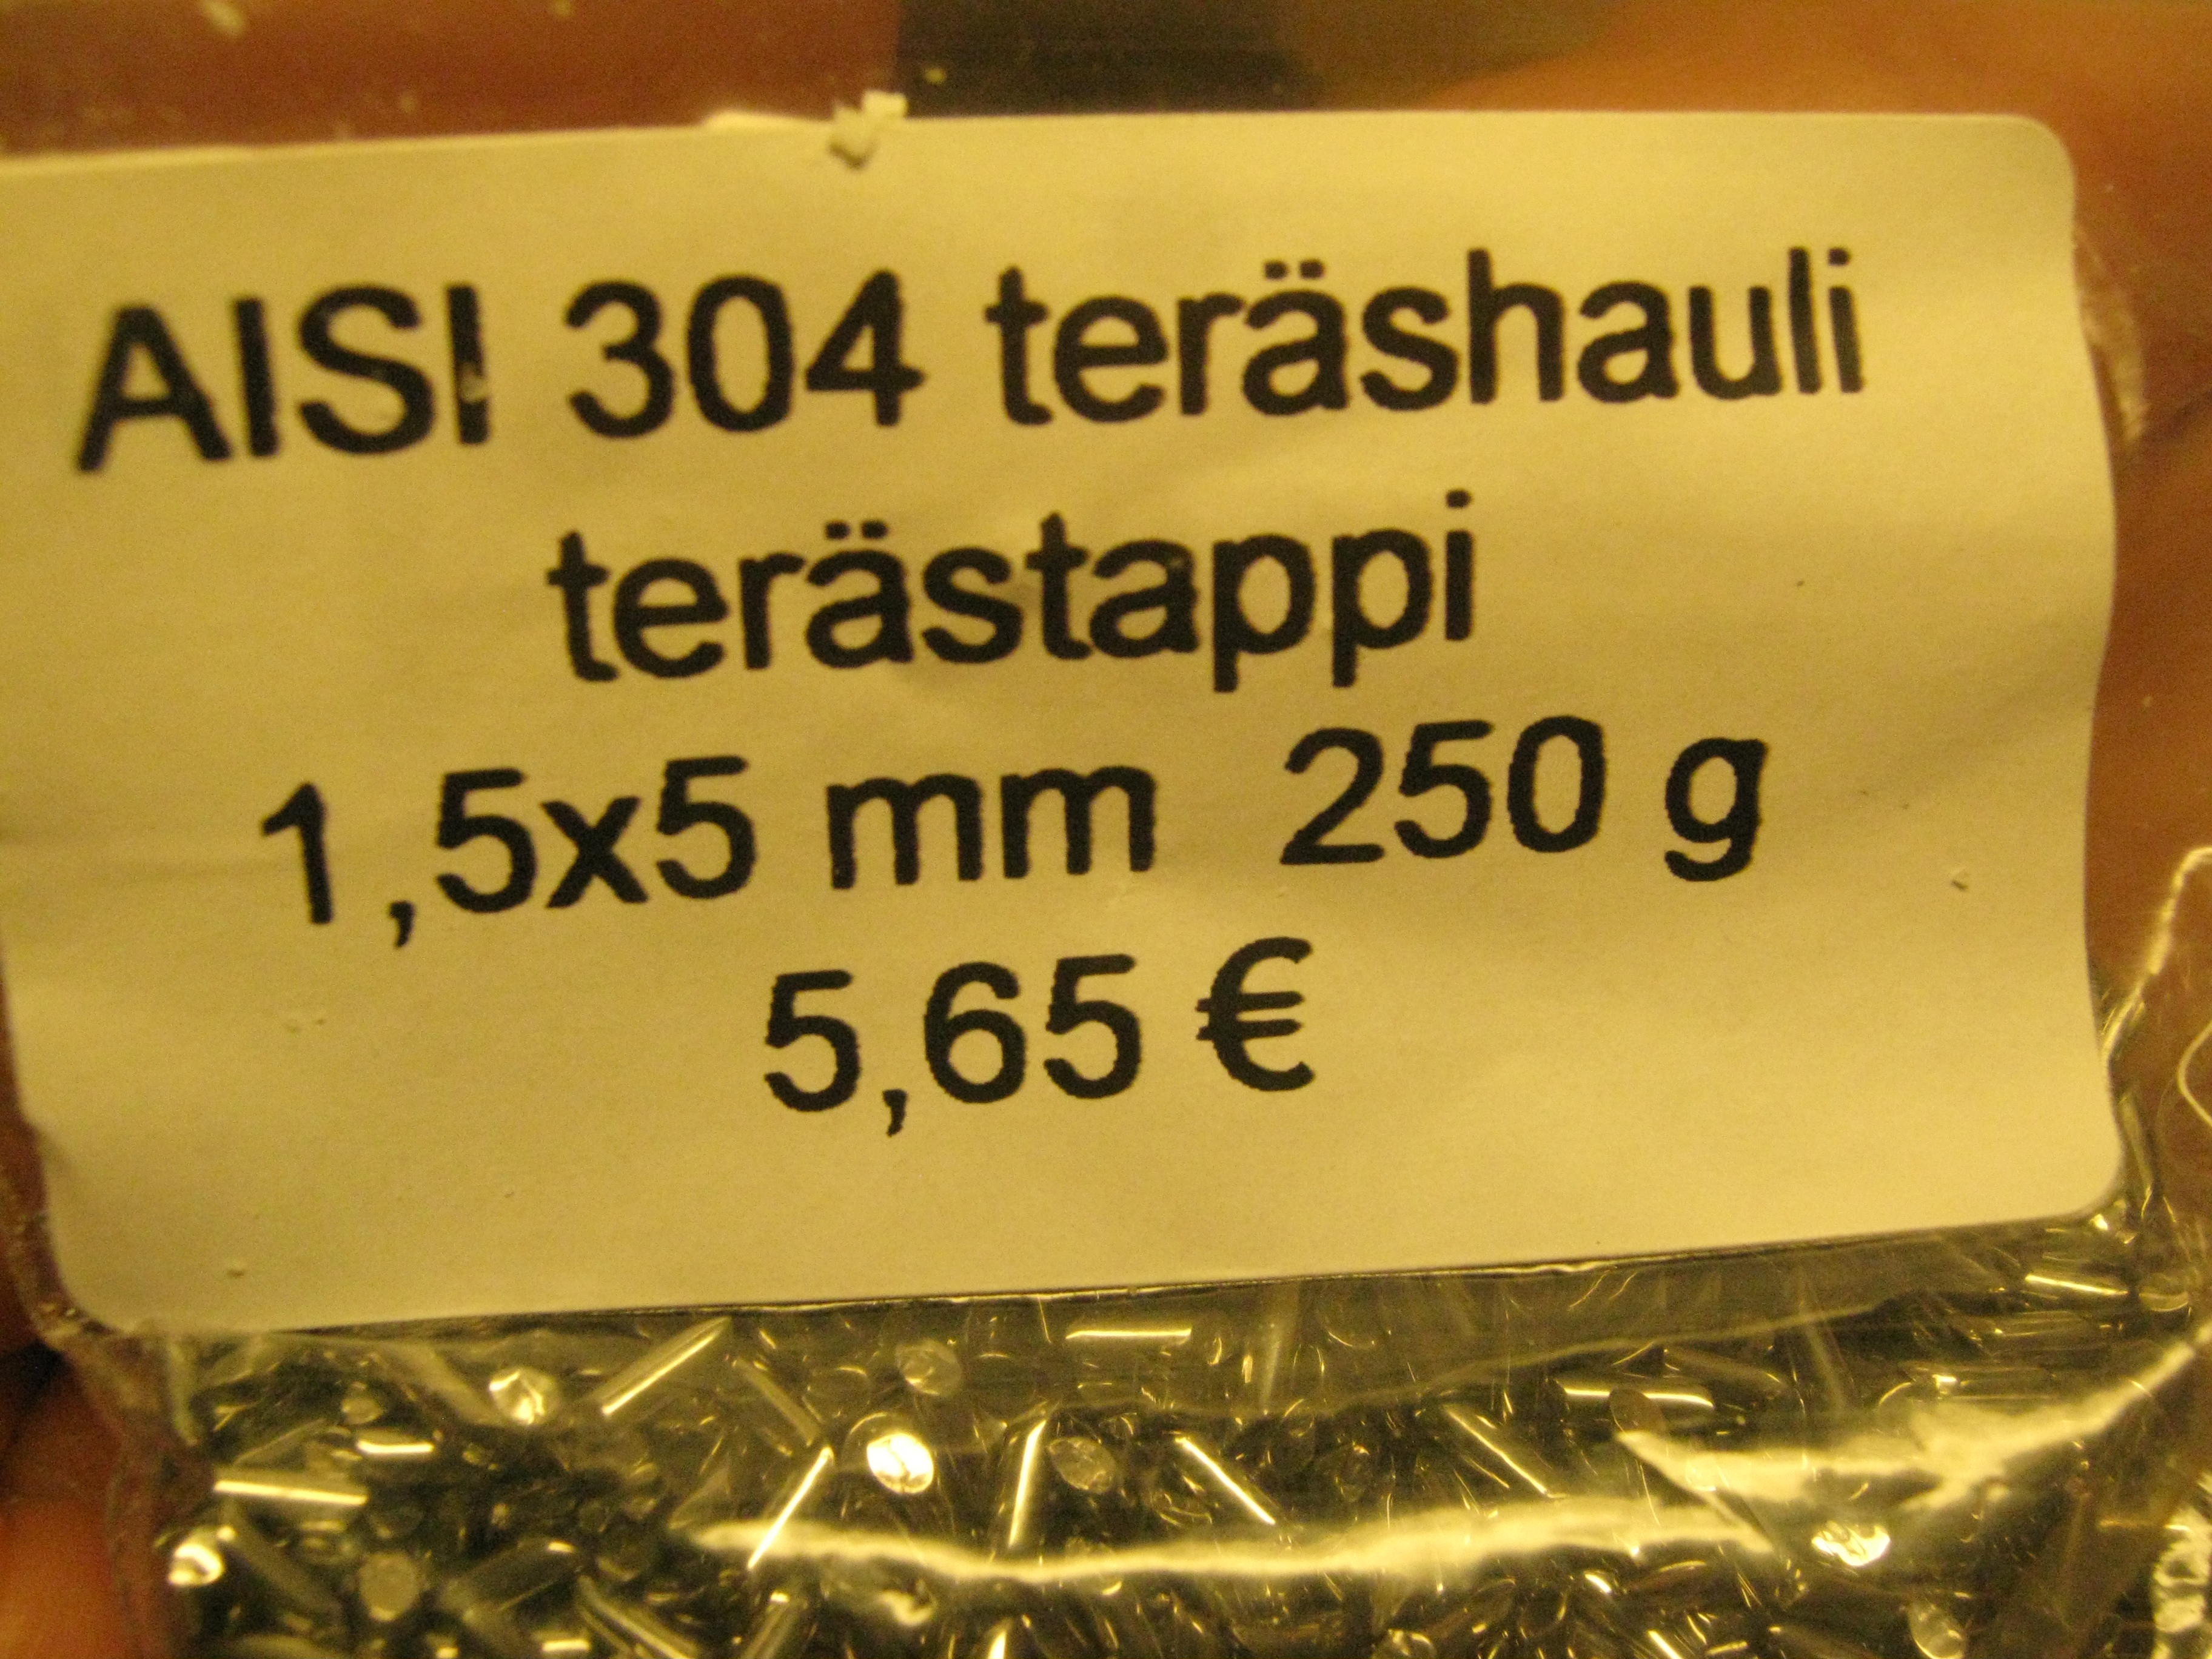 AISI 304 teräshauli
terästappi
1,5x5 mm 250 g
5,65 €